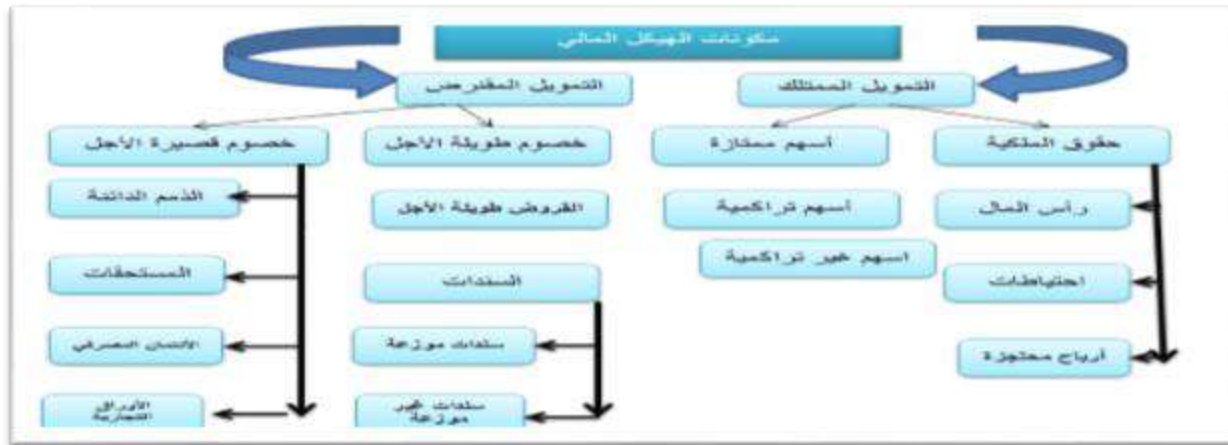 مكونات الهيكل المالي
التمويل الممتلك
التمويل المقترض
حقوق الملكية
أسهم ممتازة
خصوم طويلة الأجل
خصوم قصيرة الأجل
رأس المال
أسهم تراكمية
القروض طويلة الأجل
الذمم الدائنة
احتياطات
اسهم غير تراكمية
السندات
المستحقات
أرباح محتجزة
سندات موزعة
الائتمان المصرفي
سندات غير
موزعة
الأوراق
التجارية